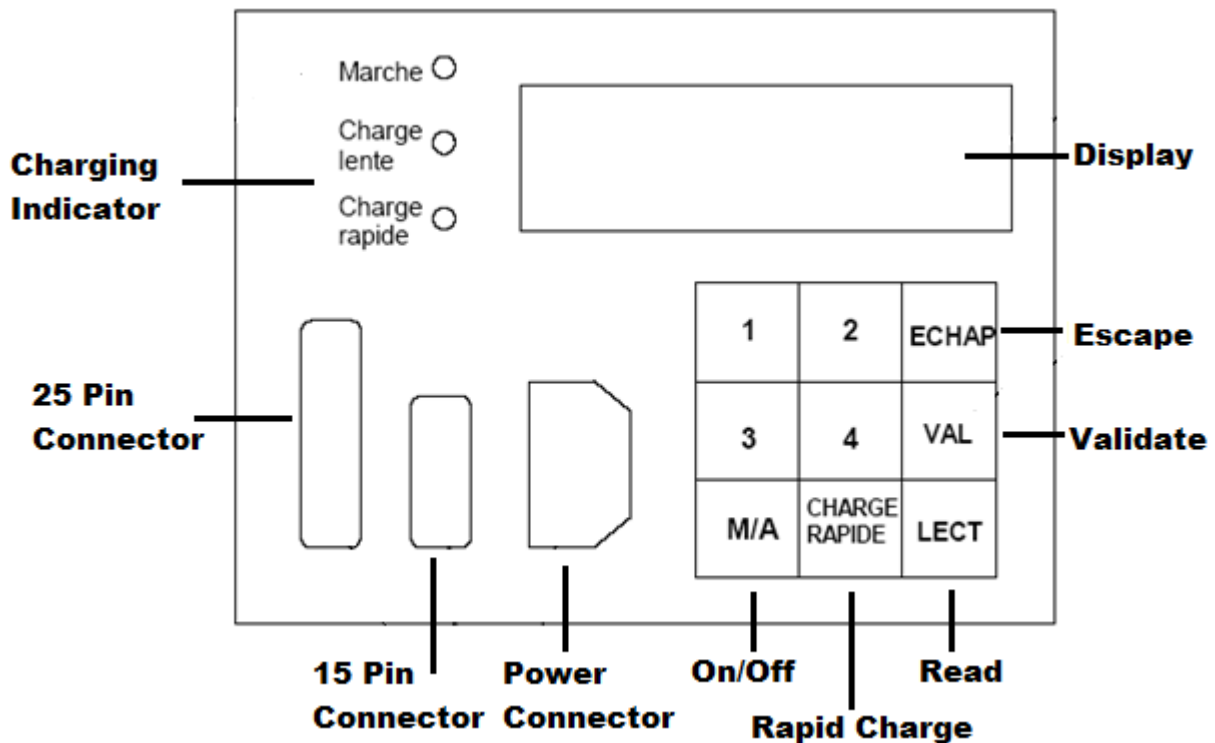 Marche
Charge
lente
Charge
rapide
Charging
Indicator
Display
1 2 ECHAP
Escape
25 Pin
Connector
3 4 VAL
Validate
M/A CHARGE
RAPIDE LECT
15 Pin
Connector
Power
Connector
On/Off
Rapid Charge
Read